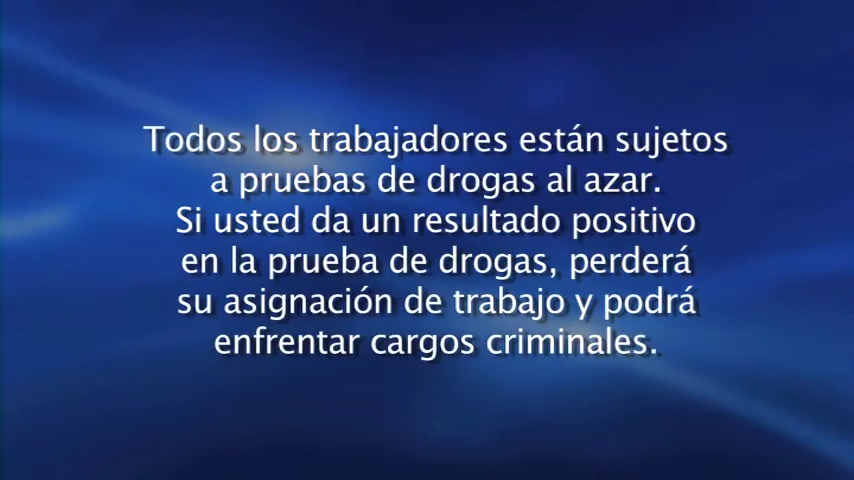 Todos los trabajadores están sujetos
a pruebas de drogas al azar.
Si usted da un resultado positivo
en la prueba de drogas, perderá
su asignación de trabajo y podrá
enfrentar cargos criminales.